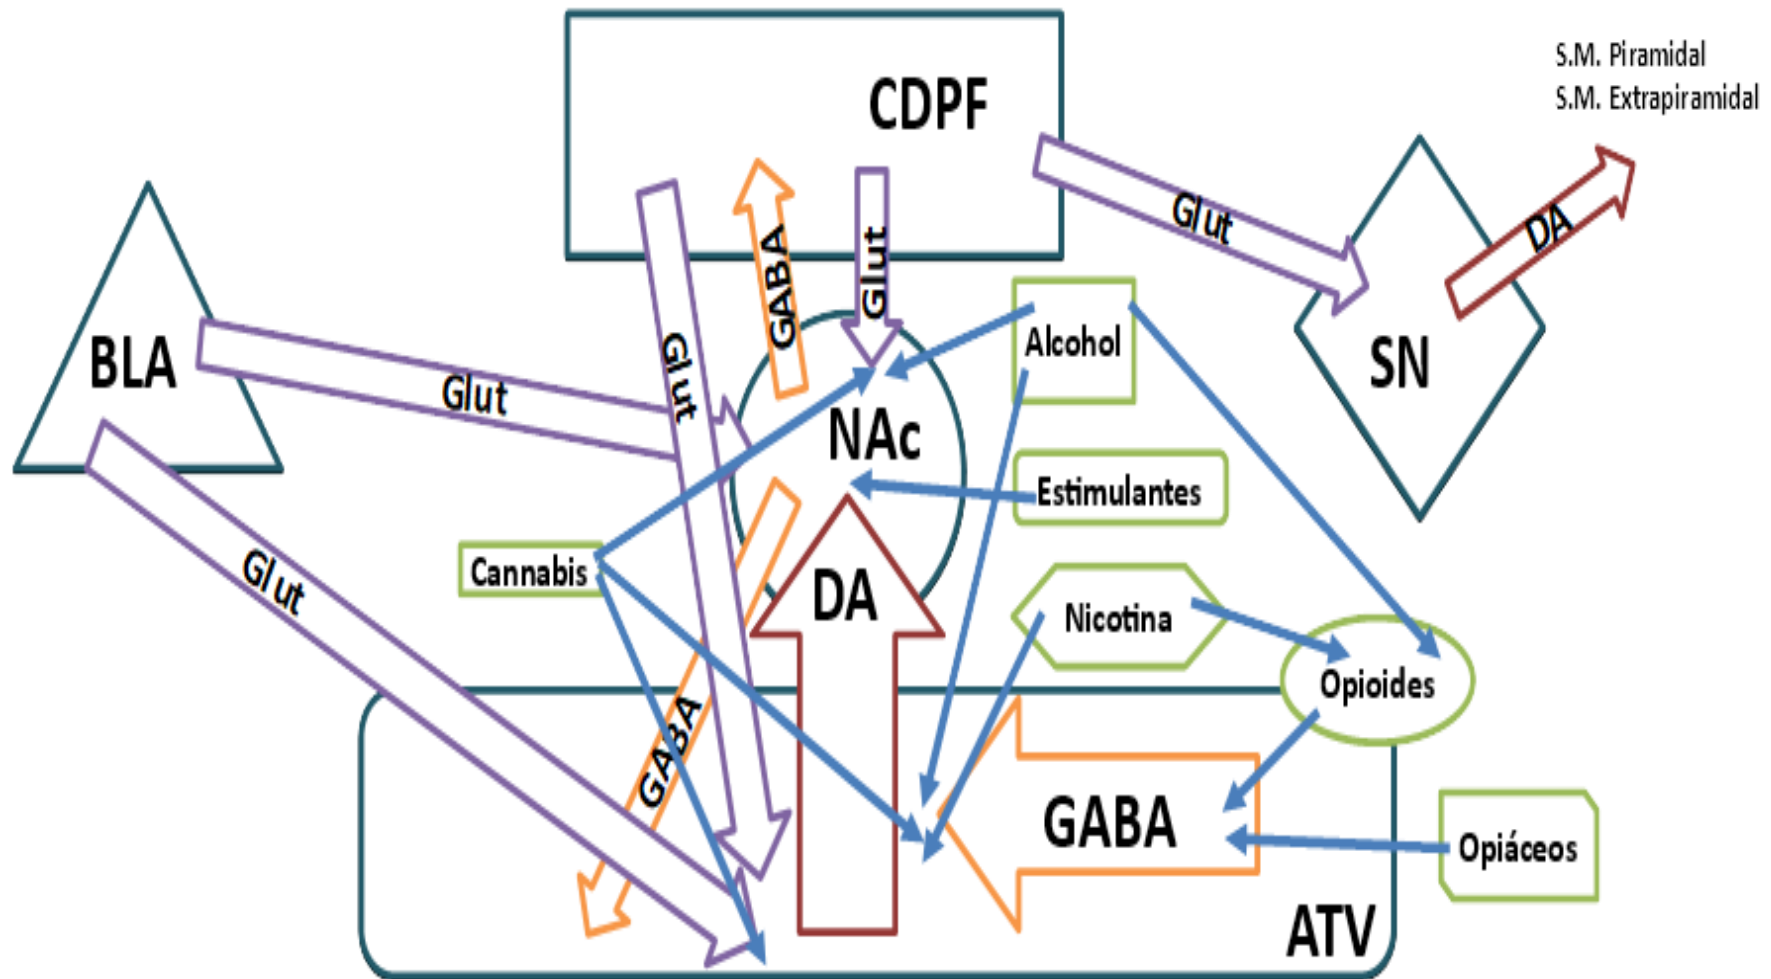 S.M. Piramidal
S.M. Extrapiramidal
CDPF
Glut
DA
GABA
Glut
Glut
Alcohol
BLA
Glut
SN
NAc
Estimulantes
Cannabis
Glut
DA
Nicotina
Opioides
GABA
GABA
Opiáceos
ATV